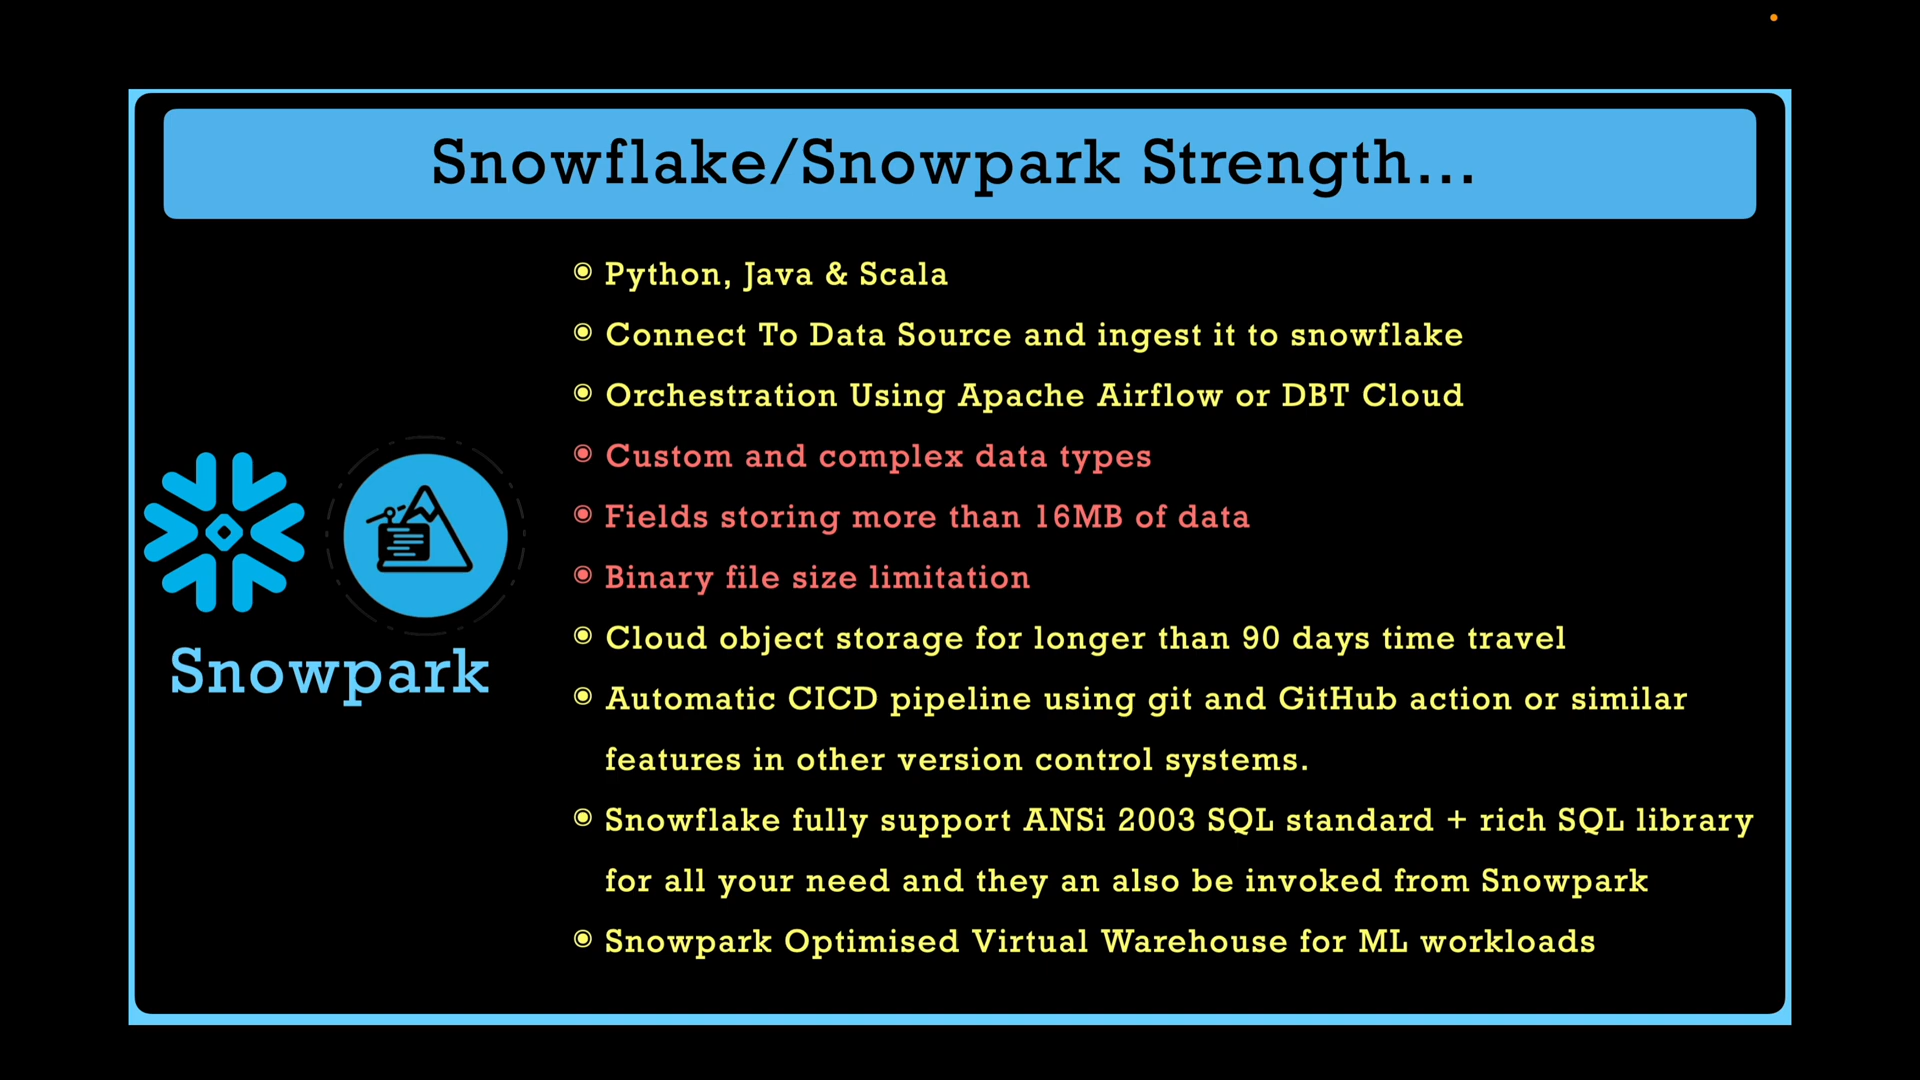 Snowflake/Snowpark Strength...
Python, Java & Scala
Connect To Data Source and ingest it to snowflake
Orchestration Using Apache Airflow or DBT Cloud
Custom and complex data types
Fields storing more than 16MB of data
Binary file size limitation
Cloud object storage for longer than 90 days time travel
Automatic CICD pipeline using git and GitHub action or similar
features in other version control systems.
Snowflake fully support ANSi 2003 SQL standard + rich SQL library
for all your need and they an also be invoked from Snowpark
Snowpark Optimised Virtual Warehouse for ML workloads
Snowpark